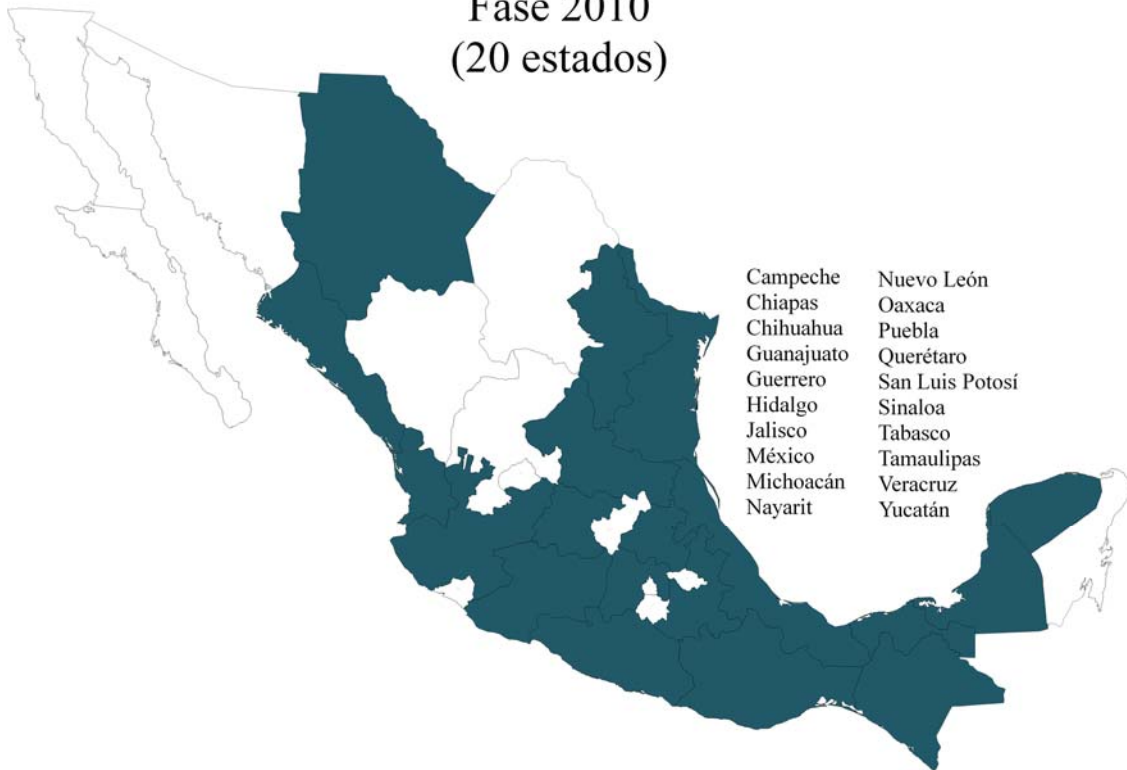 Fase 2010
(20 estados)
Campeche
Chiapas
Chihuahua
Guanajuato
Guerrero
Hidalgo
Jalisco
México
Michoacán
Nayarit
Nuevo León
Oaxaca
Puebla
Querétaro
San Luis Potosí
Sinaloa
Tabasco
Tamaulipas
Veracruz
Yucatán